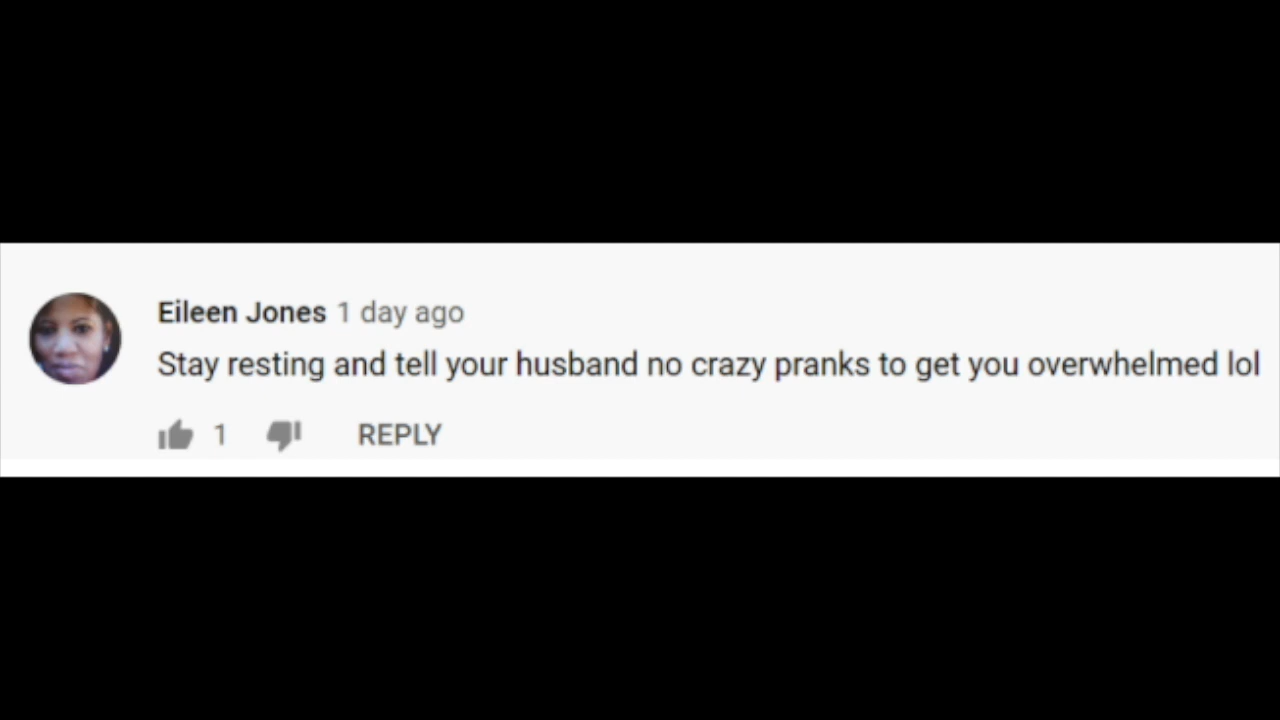 Eileen Jones 1 day ago
Stay resting and tell your husband no crazy pranks to get you overwhelmed lol
1 REPLY